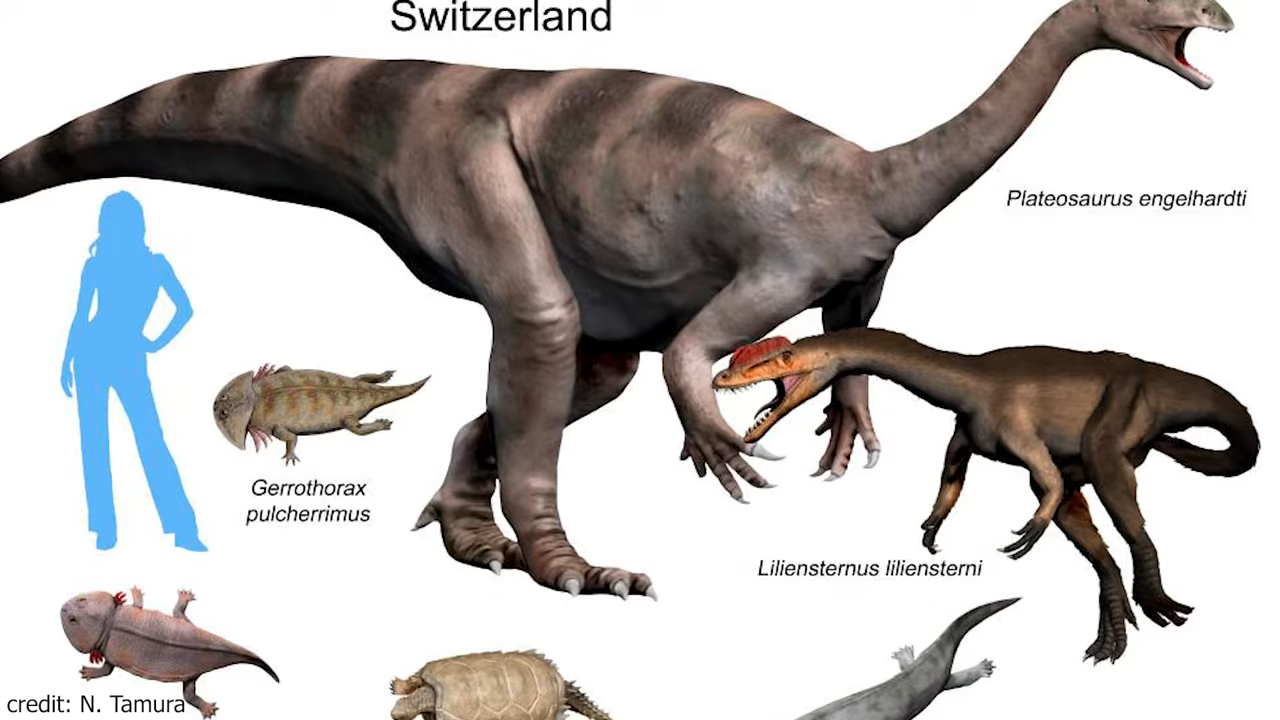 Switzerland
Plateosaurus engelhardti
Gerrothorax
pulcherrimus
Liliensternus liliensterni
credit: N. Tamura